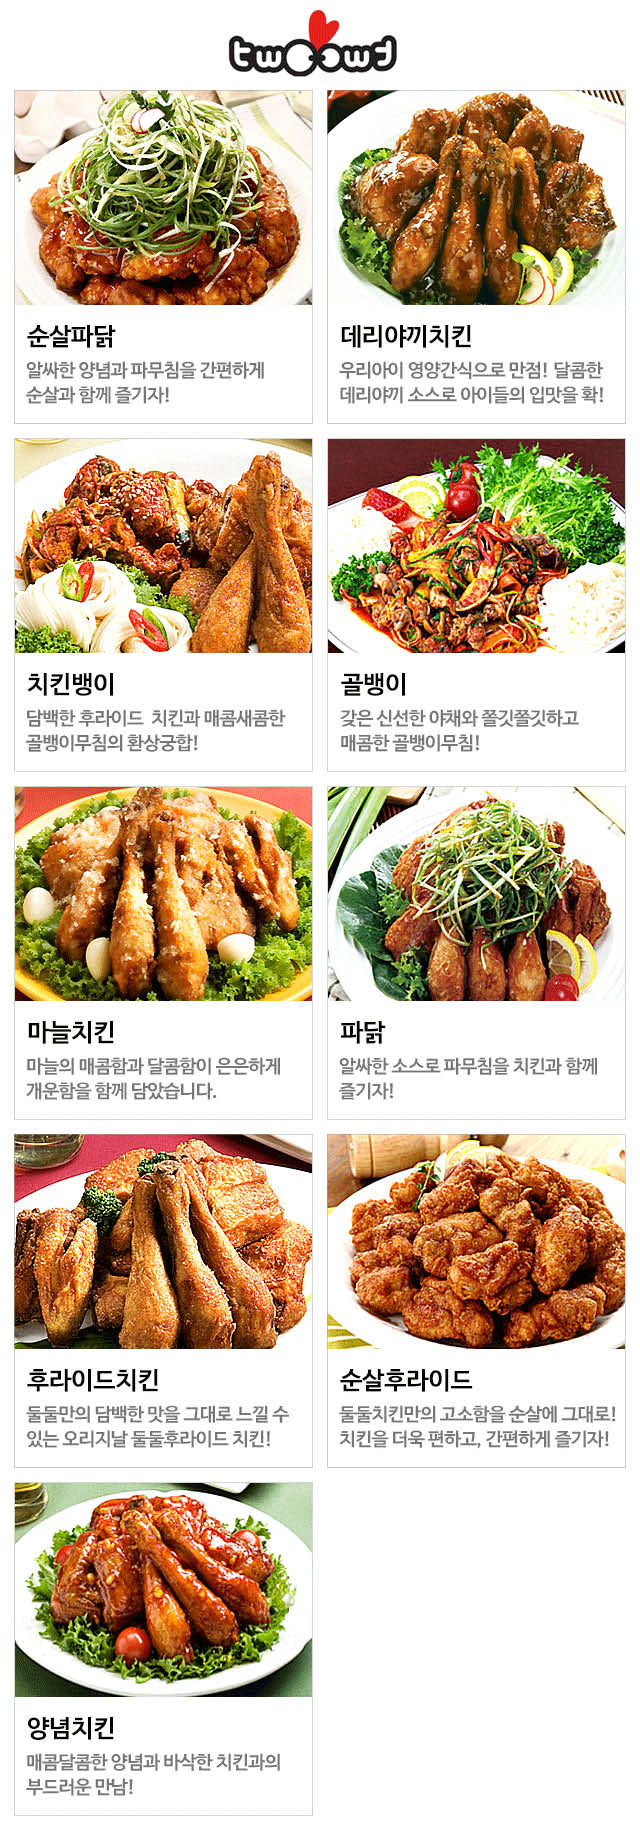 twoowd
순살파닭
알싸한 양념과 파무침을 간편하게
순살과 함께 즐기자!
데리야끼치킨
우리아이 영양간식으로 만점! 달콤한
데리야끼 소스로 아이들의 입맛을 확!
치킨뱅이
담백한 후라이드 치킨과 매콤새콤한
골뱅이무침의 환상궁합!
골뱅이
갖은 신선한 야채와 쫄깃쫄깃하고
매콤한 골뱅이무침!
마늘치킨
마늘의 매콤함과 달콤함이 은은하게
개운함을 함께 담았습니다.
파닭
알싸한 소스로 파무침을 치킨과 함께
즐기자!
후라이드치킨
둘둘만의 담백한 맛을 그대로 느낄 수
있는 오리지날 둘둘후라이드 치킨!
순살후라이드
둘둘치킨만의 고소함을 순살에 그대로!
치킨을 더욱 편하고, 간편하게 즐기자!
양념치킨
매콤달콤한 양념과 바삭한 치킨과의
부드러운 만남!